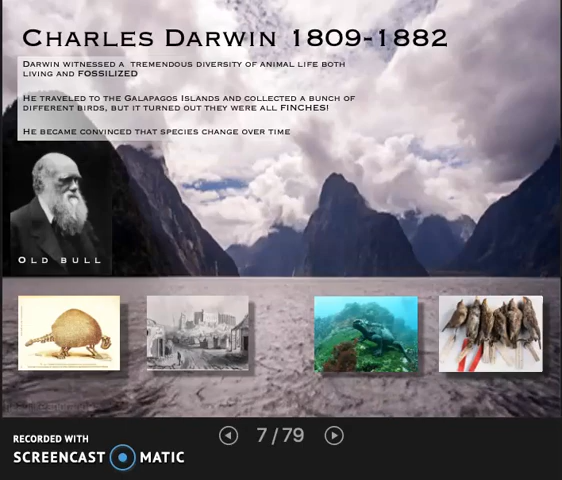 Charles Darwin 1809-1882
Darwin witnessed a tremendous diversity of animal life both
living and FOSSILIZED
He traveled to the Galapagos Islands and collected a bunch of
different birds, but it turned out they were all FINCHES!
He became convinced that species change over time
Old Bull
7 / 79
RECORDED WITH
SCREENCAST MATIC